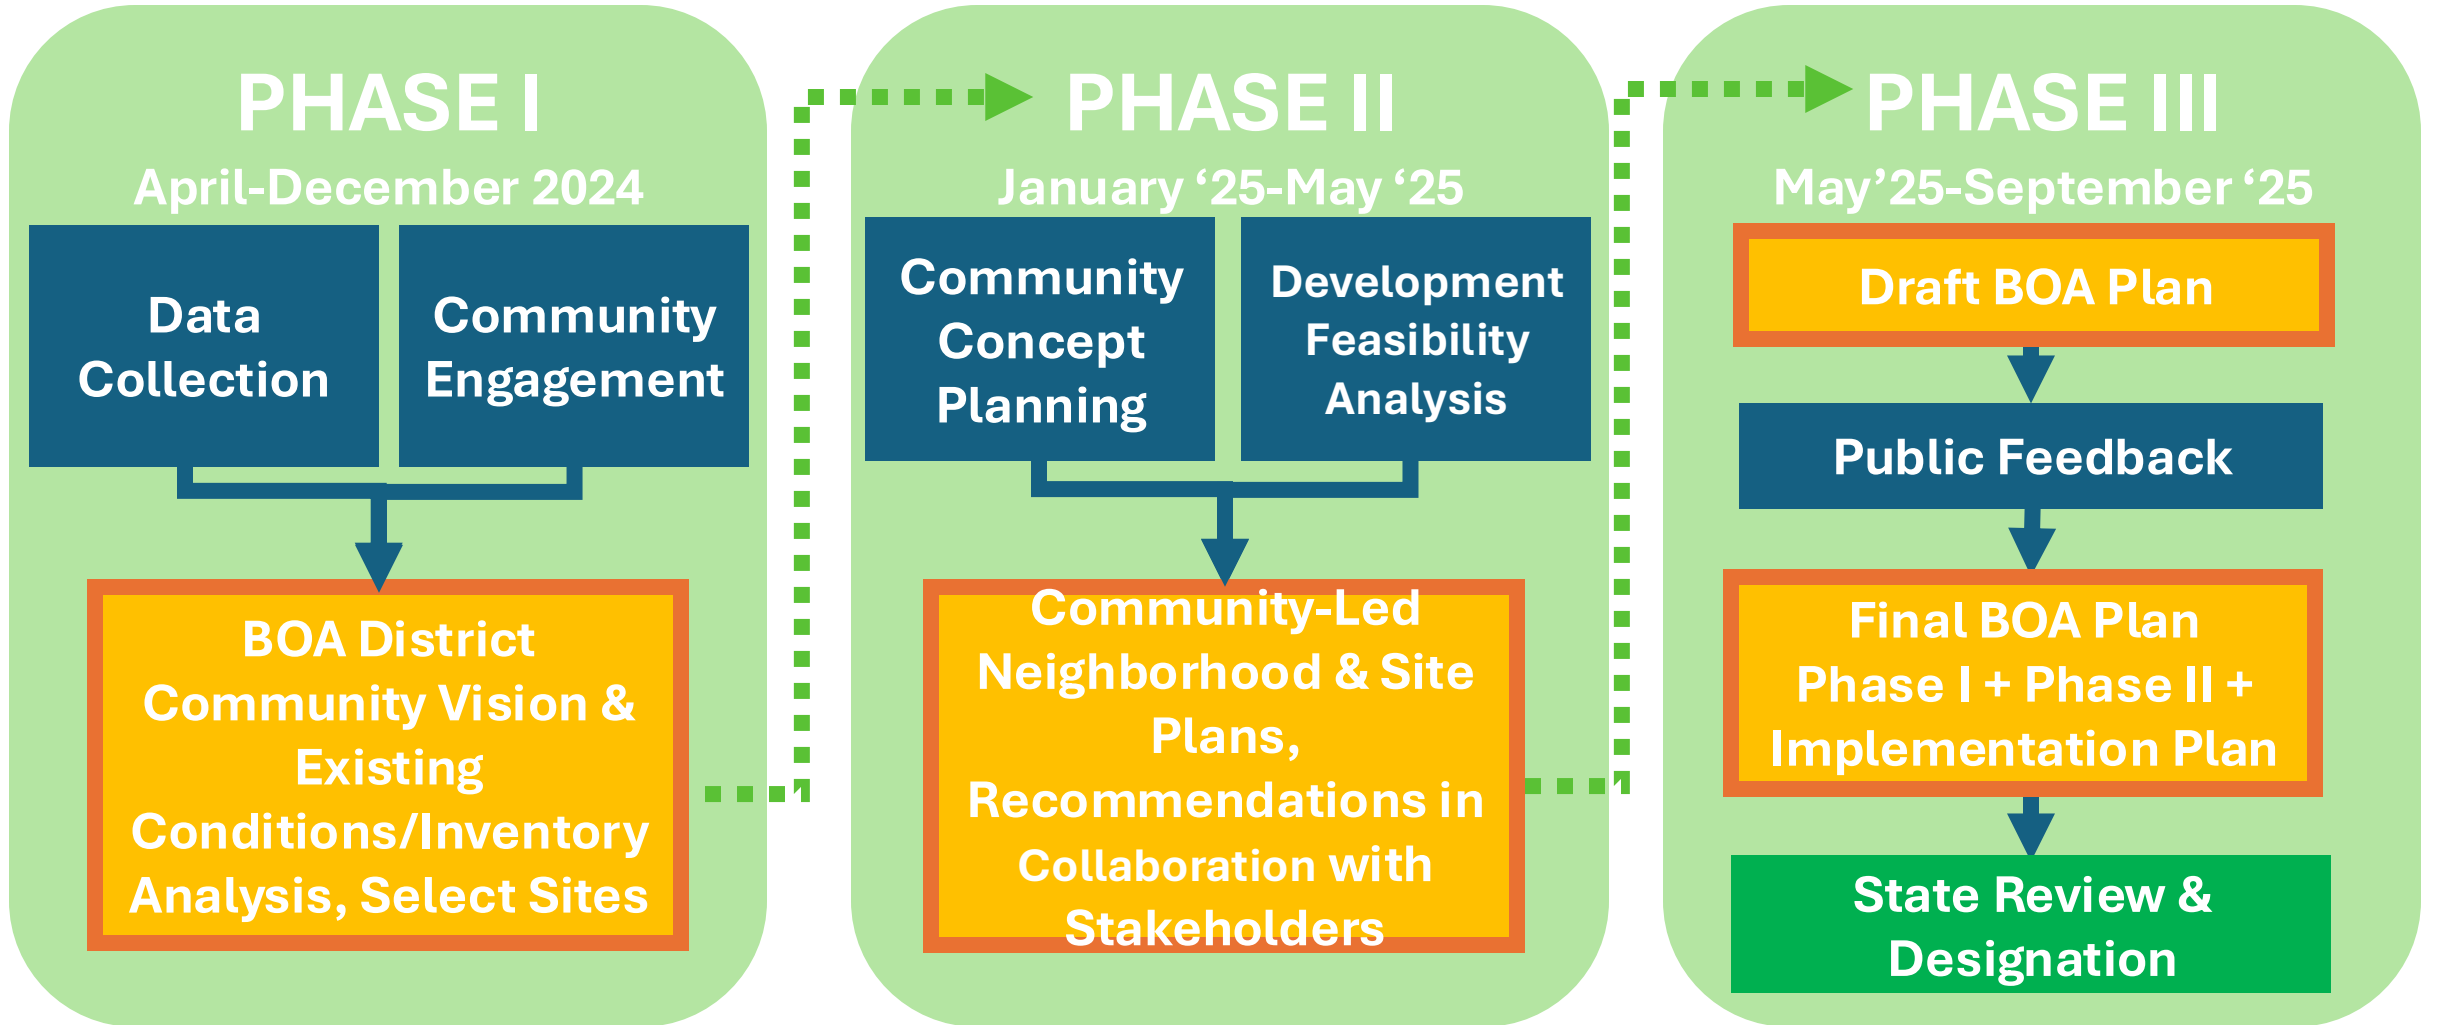 PHASE I
April-December 2024
Data
Collection
Community
Engagement
BOA District
Community Vision &
Existing
Conditions/Inventory
Analysis, Select Sites
PHASE II
January ‘25-May ‘25
Community
Concept
Planning
Development
Feasibility
Analysis
Community-Led
Neighborhood & Site
Plans,
Recommendations in
Collaboration with
Stakeholders
PHASE III
May’25-September ‘25
Draft BOA Plan
Public Feedback
Final BOA Plan
Phase I + Phase II +
Implementation Plan
State Review &
Designation